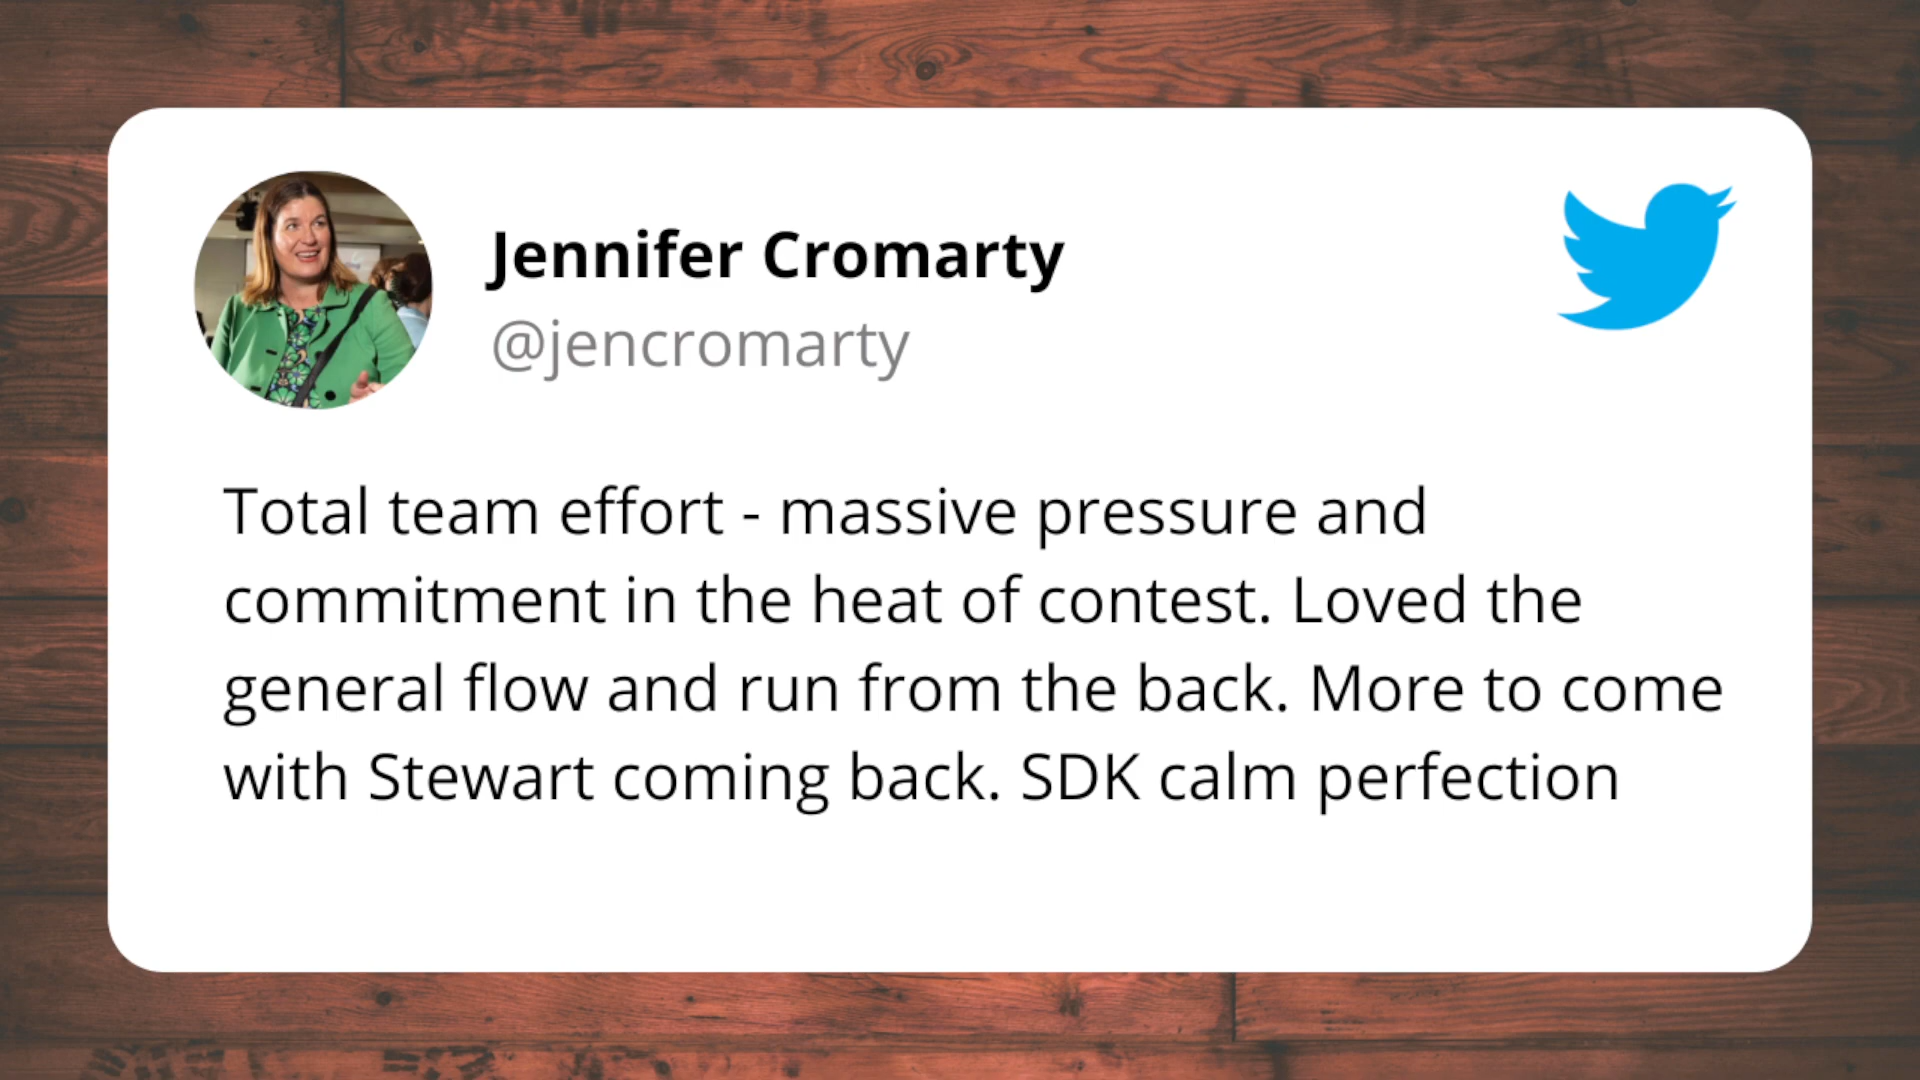 Jennifer Cromarty
@jencromarty
Total team effort - massive pressure and
commitment in the heat of contest. Loved the
general flow and run from the back. More to come
with Stewart coming back. SDK calm perfection